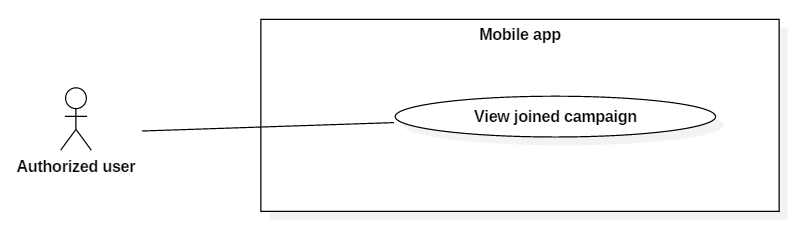 Mobile app
View joined campaign
Authorized user